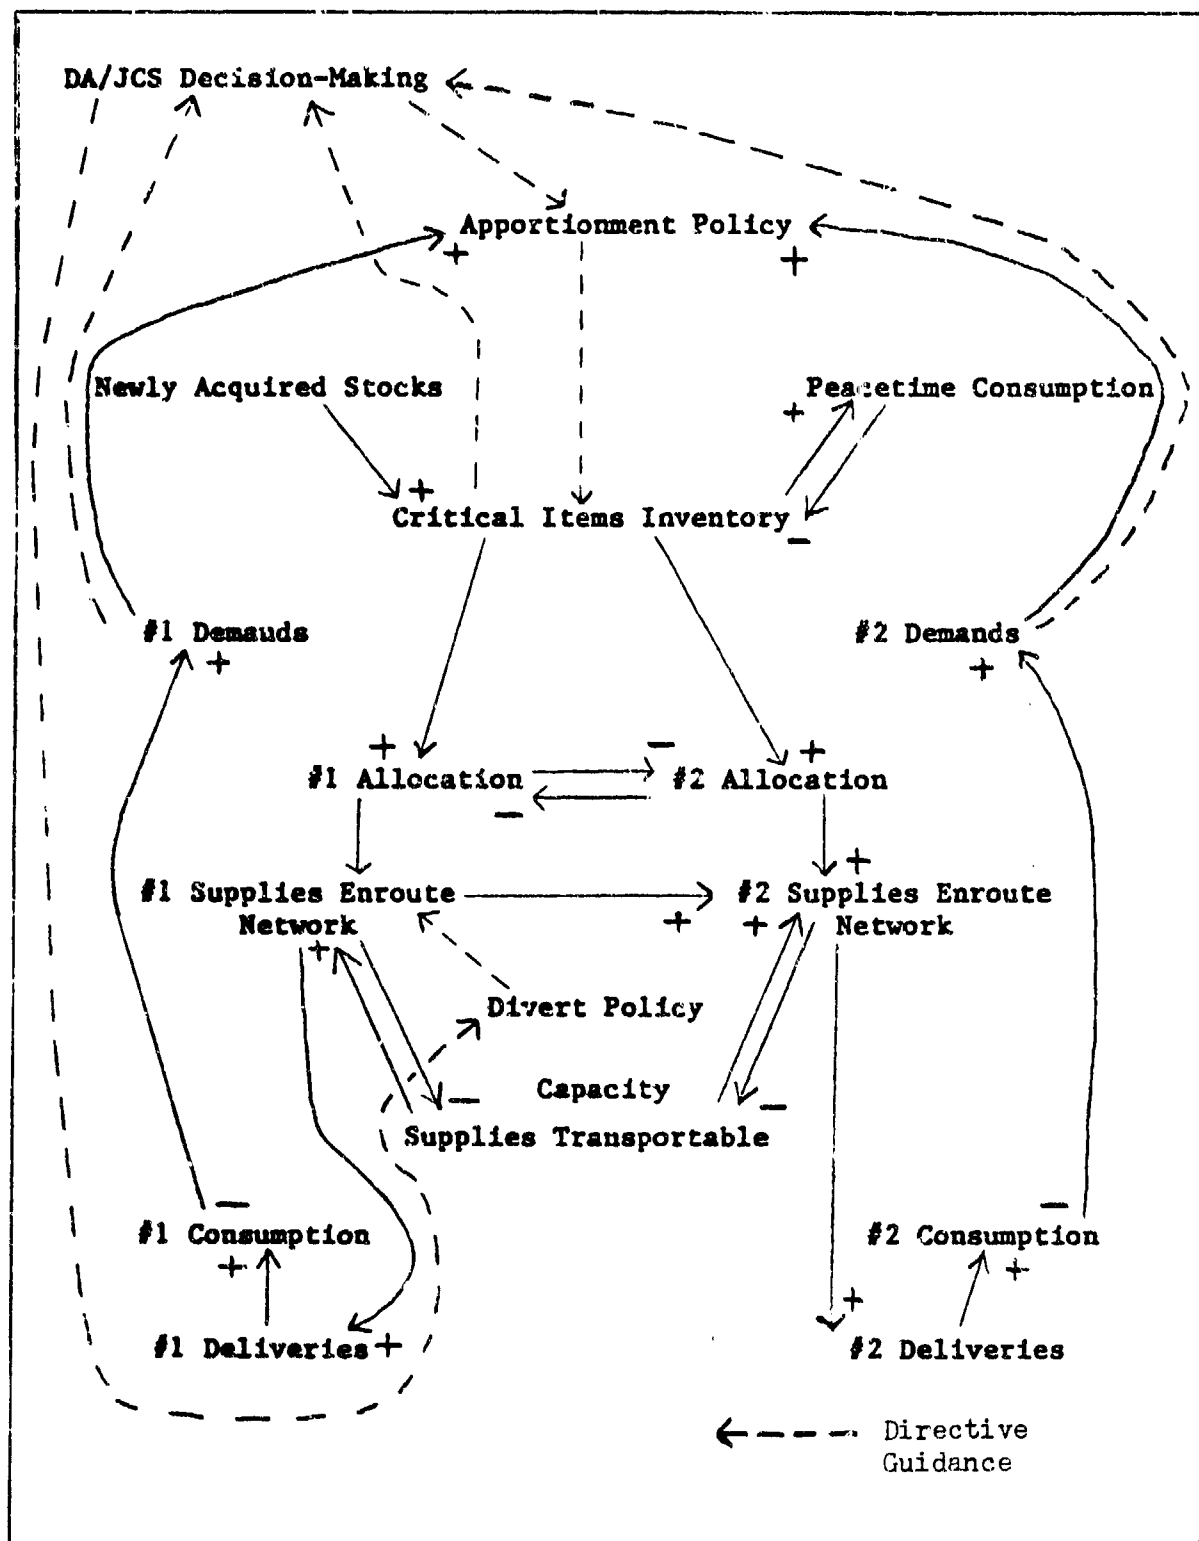 DA/JCS Decision-Making
Apportionment Policy
+
+
Newly Acquired Stocks
Peacetime Consumption
+
+
Critical Items Inventory
−
#1 Demauds
#2 Demands
+
+
−
+
+
#1 Allocation
#2 Allocation
−
+
#1 Supplies Enroute
Network
#2 Supplies Enroute
Network
+
+
+
Divert Policy
Capacity
−
−
Supplies Transportable
−
−
#1 Consumption
#2 Consumption
+
+
+
#1 Deliveries +
#2 Deliveries
Directive
Guidance